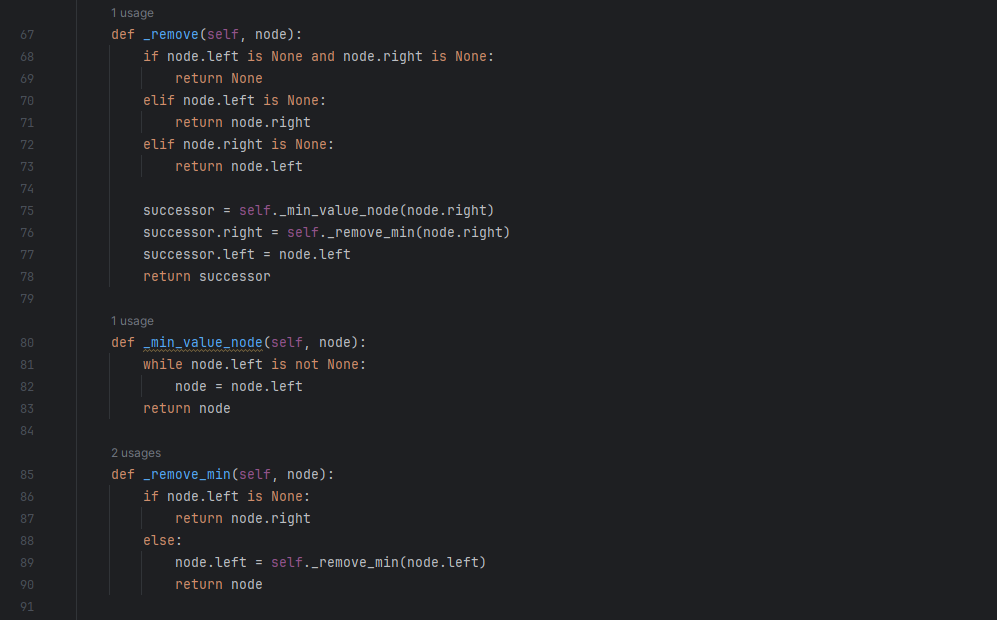 1 usage
67 def _remove(self, node):
68 if node.left is None and node.right is None:
69 return None
70 elif node.left is None:
71 return node.right
72 elif node.right is None:
73 return node.left
74
75 successor = self._min_value_node(node.right)
76 successor.right = self._remove_min(node.right)
77 successor.left = node.left
78 return successor
79
1 usage
80 def _min_value_node(self, node):
81 while node.left is not None:
82 node = node.left
83 return node
84
2 usages
85 def _remove_min(self, node):
86 if node.left is None:
87 return node.right
88 else:
89 node.left = self._remove_min(node.left)
90 return node
91